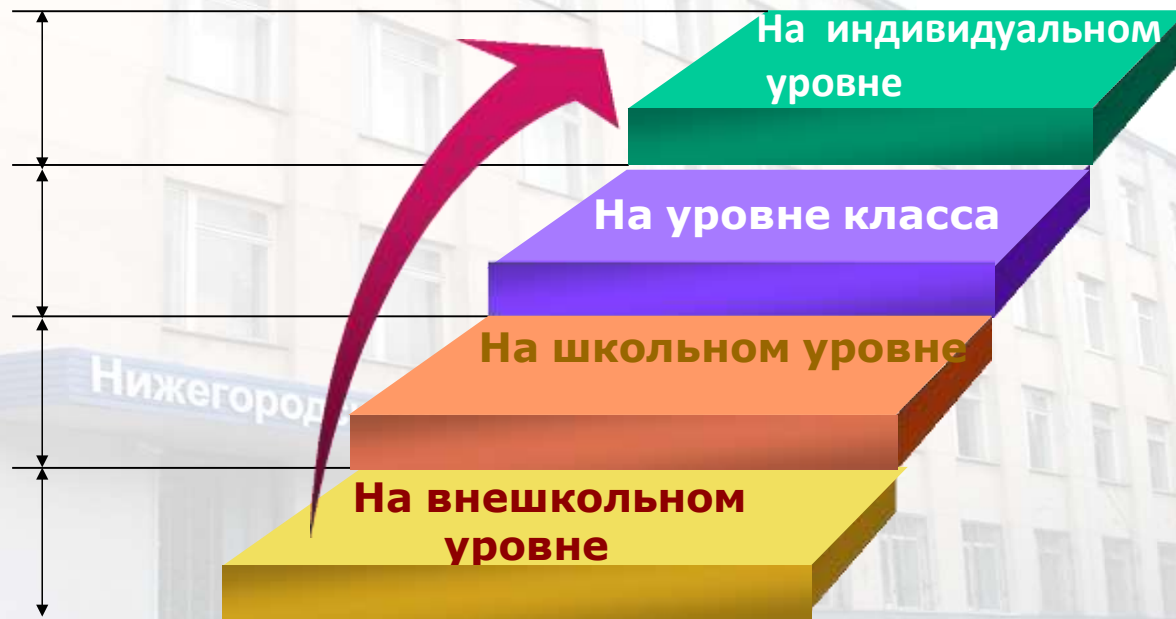 На индивидуальном
уровне
На уровне класса
На школьном уровне
На внешкольном
уровне